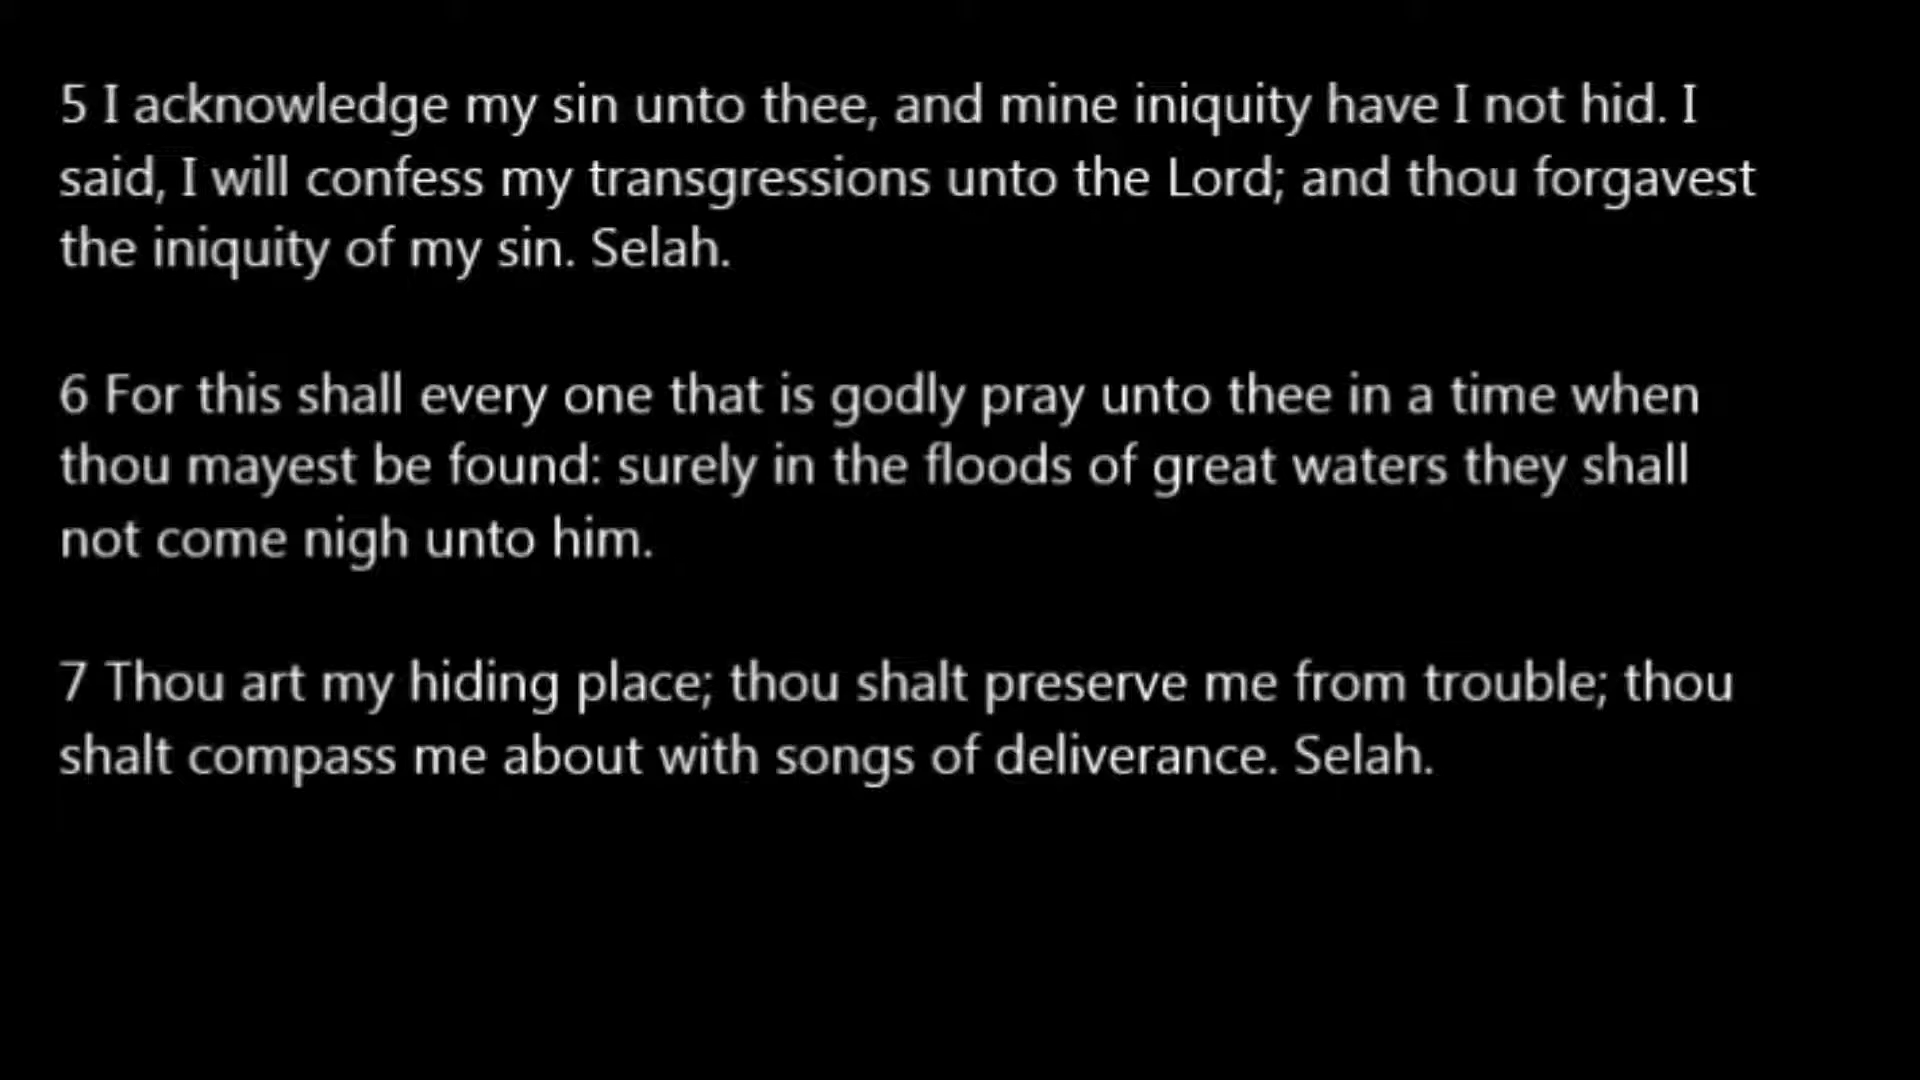 5 I acknowledge my sin unto thee, and mine iniquity have I not hid. I
said, I will confess my transgressions unto the Lord; and thou forgavest
the iniquity of my sin. Selah.
6 For this shall every one that is godly pray unto thee in a time when
thou mayest be found: surely in the floods of great waters they shall
not come nigh unto him.
7 Thou art my hiding place; thou shalt preserve me from trouble; thou
shalt compass me about with songs of deliverance. Selah.